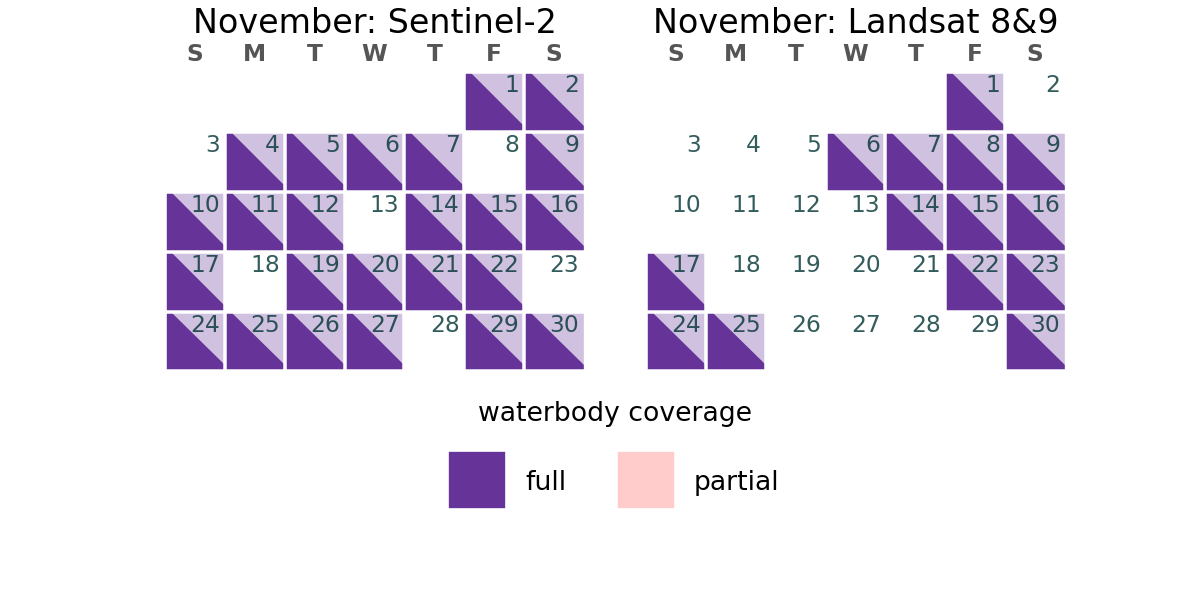 November: Sentinel-2
S M T W T F S
1 2
3 4 5 6 7 8 9
10 11 12 13 14 15 16
17 18 19 20 21 22 23
24 25 26 27 28 29 30
November: Landsat 8&9
S M T W T F S
1 2
3 4 5 6 7 8 9
10 11 12 13 14 15 16
17 18 19 20 21 22 23
24 25 26 27 28 29 30
waterbody coverage
full partial